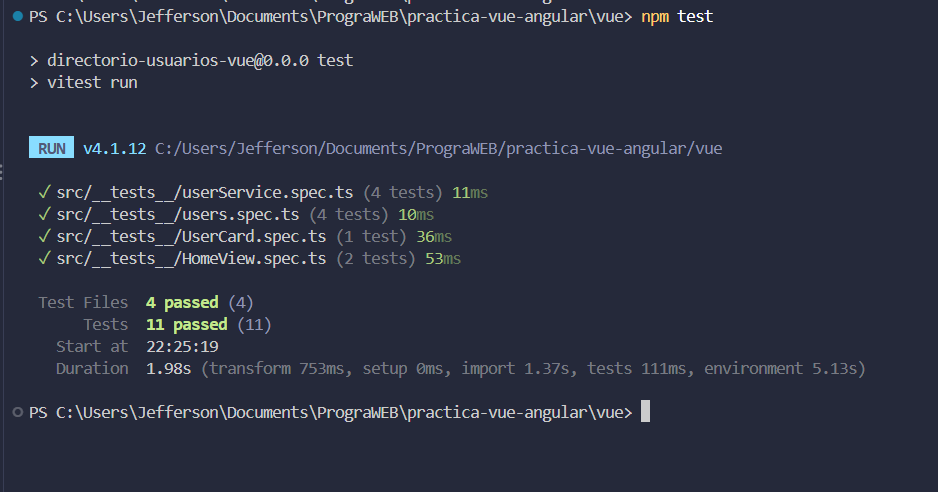 PS C:\Users\Jefferson\Documents\PrograWEB\practica-vue-angular\vue> npm test
> directorio-usuarios-vue@0.0.0 test
> vitest run
RUN v4.1.12 C:/Users/Jefferson/Documents/PrograWEB/practica-vue-angular/vue
✓ src/__tests__/userService.spec.ts (4 tests) 11ms
✓ src/__tests__/users.spec.ts (4 tests) 10ms
✓ src/__tests__/UserCard.spec.ts (1 test) 36ms
✓ src/__tests__/HomeView.spec.ts (2 tests) 53ms
Test Files 4 passed (4)
Tests 11 passed (11)
Start at 22:25:19
Duration 1.98s (transform 753ms, setup 0ms, import 1.37s, tests 111ms, environment 5.13s)
PS C:\Users\Jefferson\Documents\PrograWEB\practica-vue-angular\vue>